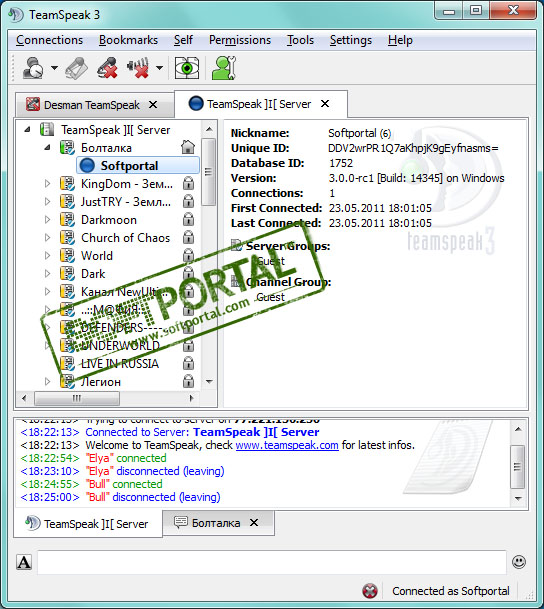 TeamSpeak 3
Connections Bookmarks Self Permissions Tools Settings Help
Desman TeamSpeak
TeamSpeak ]I[ Server
TeamSpeak ]I[ Server
Болталка
Softportal
KingDom - Зем...
JustTRY - Земл...
Darkmoon
Church of Chaos
World
Dark
Канал NewUlti...
..::М@Фия::.
DEFENDERS-----
UNDERWORLD
LIVE IN RUSSIA
Легион
Nickname: Softportal (6)
Unique ID: DDV2wrPR1Q7aKhpjK9gEyfnasms=
Database ID: 1752
Version: 3.0.0-rc1 [Build: 14345] on Windows
Connections: 1
First Connected: 23.05.2011 18:01:05
Last Connected: 23.05.2011 18:01:05
Server Groups:
Guest
Channel Group:
Guest
teamspeak3
SOFTPORTAL
www.softportal.com
<18:22:13> Trying to connect to server on 77.221.130.250
<18:22:13> Connected to Server: TeamSpeak ]I[ Server
<18:22:13> Welcome to TeamSpeak, check www.teamspeak.com for latest infos.
<18:22:54> "Elya" connected
<18:23:10> "Elya" disconnected (leaving)
<18:24:55> "Bull" connected
<18:25:00> "Bull" disconnected (leaving)
TeamSpeak ]I[ Server
Болталка
A
Connected as Softportal